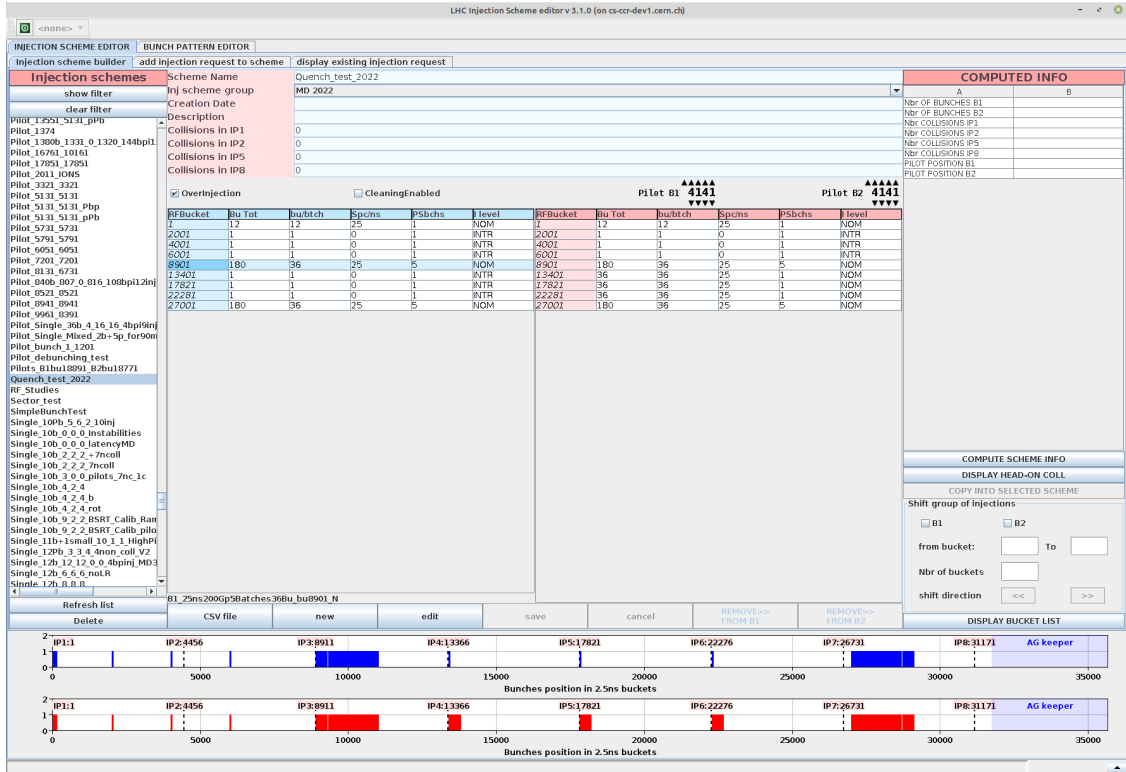 LHC Injection Scheme editor v 3.1.0 (on cs-ccr-dev1.cern.ch)
<none>
INJECTION SCHEME EDITOR BUNCH PATTERN EDITOR
Injection scheme builder add injection request to scheme display existing injection request
Injection schemes
show filter
clear filter
Pilot_13551_5131_pPb
Pilot_1374
Pilot_1380b_1331_0_1320_144bpi1
Pilot_16761_10161
Pilot_17851_17851
Pilot_2011_IONS
Pilot_3321_3321
Pilot_5131_5131
Pilot_5131_5131_Pbp
Pilot_5131_5131_pPb
Pilot_5731_5731
Pilot_5791_5791
Pilot_6051_6051
Pilot_7201_7201
Pilot_8131_6731
Pilot_840b_807_0_816_108bpi12inj
Pilot_8521_8521
Pilot_8941_8941
Pilot_9961_8391
Pilot_Single_36b_4_16_16_4bpi9inj
Pilot_Single_Mixed_2b+5p_for90m
Pilot_bunch_1_1201
Pilot_debunching_test
Pilots_B1bu18891_B2bu18771
Quench_test_2022
RF_Studies
Sector_test
SimpleBunchTest
Single_10Pb_5_6_2_10inj
Single_10b_0_0_0_Instabilities
Single_10b_0_0_0_latencyMD
Single_10b_2_2_2_+7ncoll
Single_10b_2_2_2_7ncoll
Single_10b_3_0_0_pilots_7nc_1c
Single_10b_4_2_4
Single_10b_4_2_4_b
Single_10b_4_2_4_rot
Single_10b_9_2_2_BSRT_Calib_Ram
Single_10b_9_2_2_BSRT_Calib_pilo
Single_11b+1small_10_1_1_HighPi
Single_12Pb_3_3_4_4non_coll_V2
Single_12b_12_12_0_0_4bpinj_MD3
Single_12b_6_6_6_noLR
Single_12b_8_8_8
Refresh list
Delete
Scheme Name Quench_test_2022
Inj scheme group MD 2022
Creation Date
Description
Collisions in IP1 0
Collisions in IP2 0
Collisions in IP5 0
Collisions in IP8 0
OverInjection CleaningEnabled Pilot B1 4141 Pilot B2 4141
RFBucket Bu Tot bu/btch Spc/ns PSbchs I level RFBucket Bu Tot bu/btch Spc/ns PSbchs I level
1 12 12 25 1 NOM 1 12 12 25 1 NOM
2001 1 1 0 1 INTR 2001 1 1 0 1 INTR
4001 1 1 0 1 INTR 4001 1 1 0 1 INTR
6001 1 1 0 1 INTR 6001 1 1 0 1 INTR
8901 180 36 25 5 NOM 8901 180 36 25 5 NOM
13401 1 1 0 1 INTR 13401 36 36 25 1 NOM
17821 1 1 0 1 INTR 17821 36 36 25 1 NOM
22281 1 1 0 1 INTR 22281 36 36 25 1 NOM
27001 180 36 25 5 NOM 27001 180 36 25 5 NOM
B1_25ns200Gp5Batches36Bu_bu8901_N
CSV file new edit save cancel REMOVE>> FROM B1 REMOVE>> FROM B2
COMPUTED INFO
A B
Nbr OF BUNCHES B1
Nbr OF BUNCHES B2
Nbr COLLISIONS IP1
Nbr COLLISIONS IP2
Nbr COLLISIONS IP5
Nbr COLLISIONS IP8
PILOT POSITION B1
PILOT POSITION B2
COMPUTE SCHEME INFO
DISPLAY HEAD-ON COLL
COPY INTO SELECTED SCHEME
Shift group of injections
B1 B2
from bucket: To
Nbr of buckets
shift direction << >>
DISPLAY BUCKET LIST
2
IP1:1 IP2:4456 IP3:8911 IP4:13366 IP5:17821 IP6:22276 IP7:26731 IP8:31171 AG keeper
1
0
0 5000 10000 15000 20000 25000 30000 35000
Bunches position in 2.5ns buckets
2
IP1:1 IP2:4456 IP3:8911 IP4:13366 IP5:17821 IP6:22276 IP7:26731 IP8:31171 AG keeper
1
0
0 5000 10000 15000 20000 25000 30000 35000
Bunches position in 2.5ns buckets